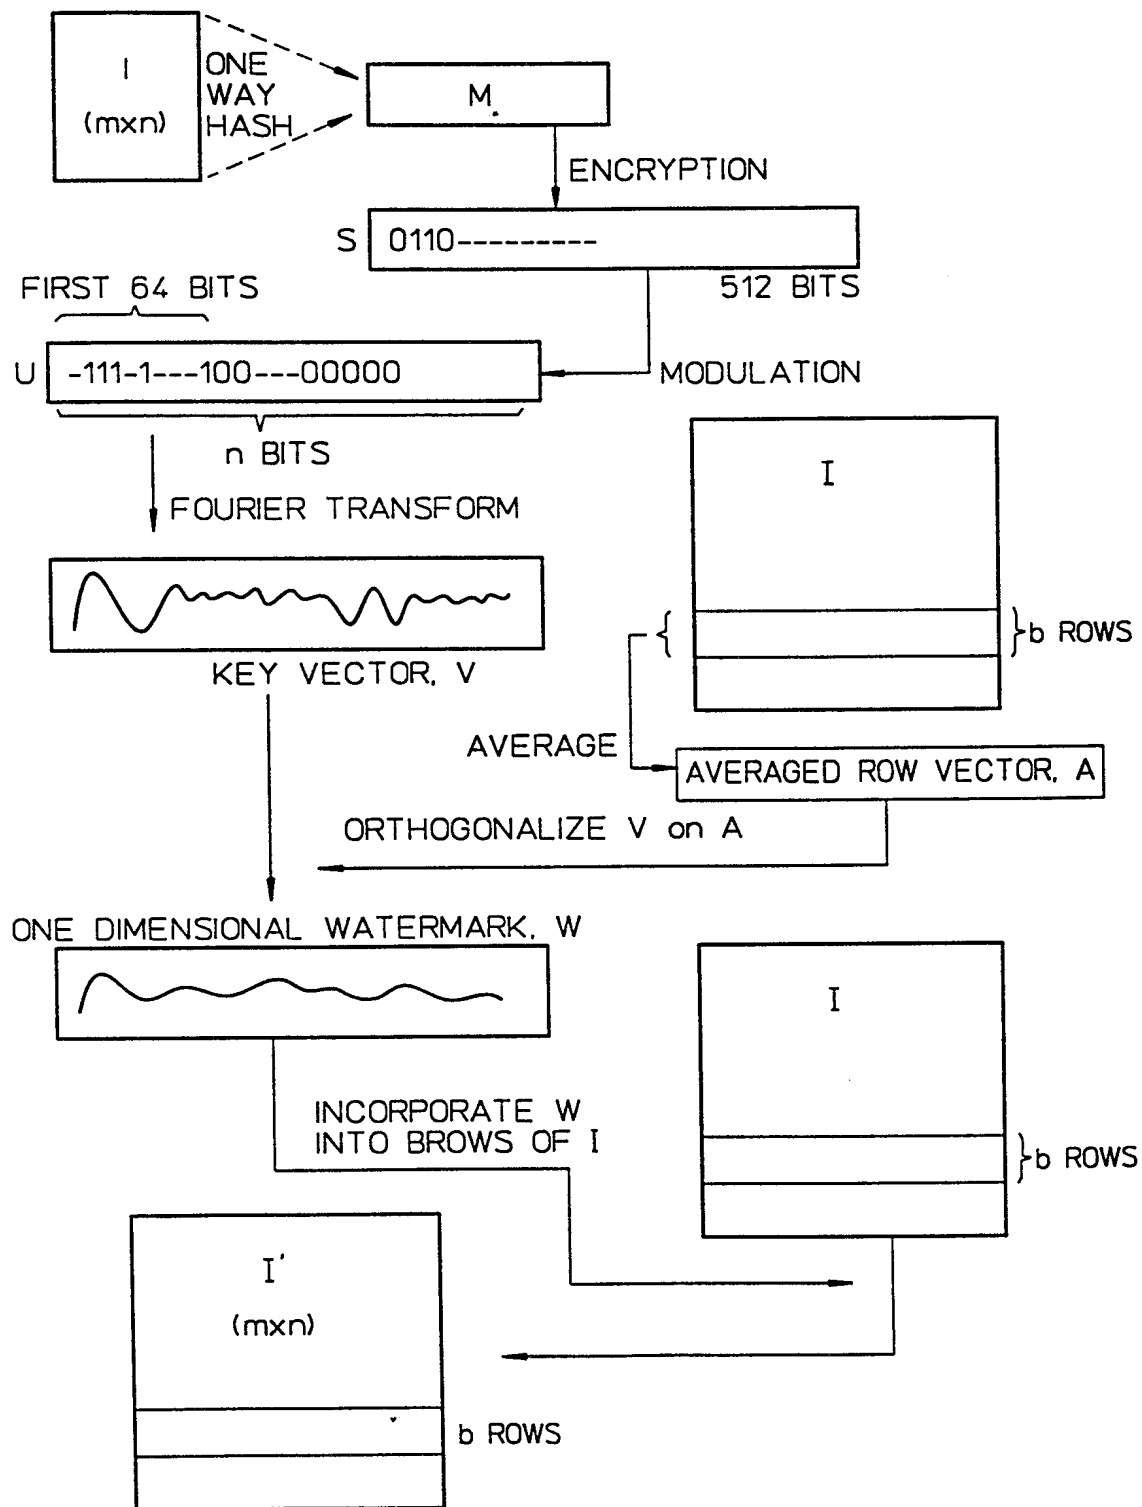 I
(mxn)
ONE
WAY
HASH
M
ENCRYPTION
S
0110---------
512 BITS
FIRST 64 BITS
U
-111-1---100---00000
MODULATION
n BITS
FOURIER TRANSFORM
I
b ROWS
KEY VECTOR, V
AVERAGE
AVERAGED ROW VECTOR, A
ORTHOGONALIZE V on A
ONE DIMENSIONAL WATERMARK, W
I
INCORPORATE W
INTO BROWS OF I
b ROWS
I'
(mxn)
b ROWS